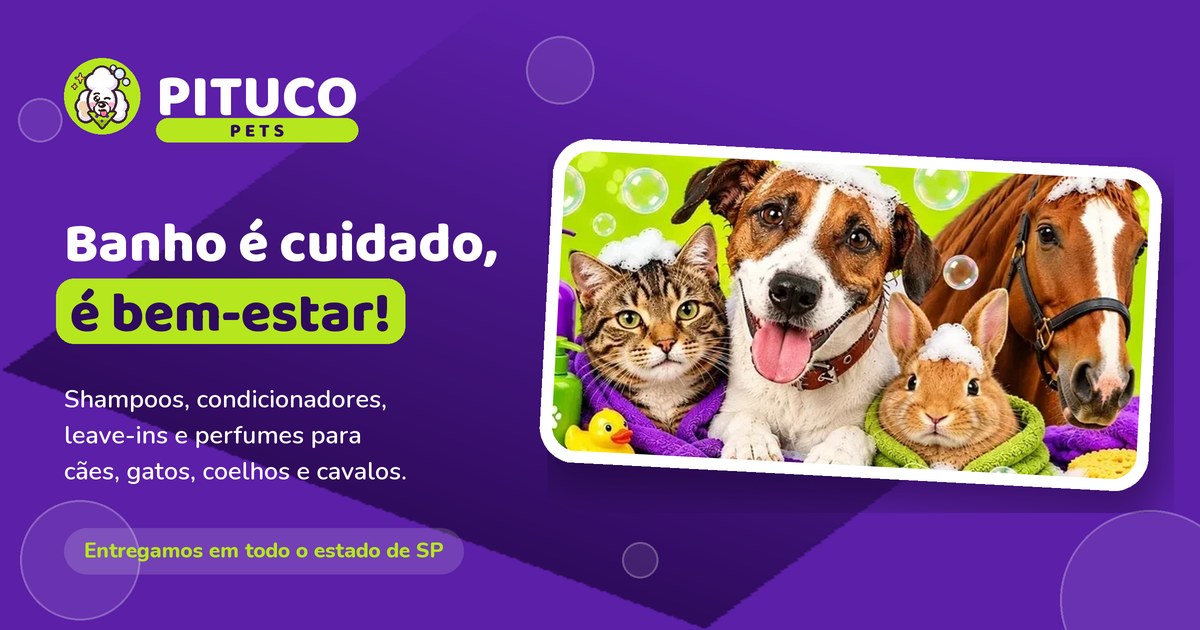 PITUCO
PETS
Banho é cuidado,
é bem-estar!
Shampoos, condicionadores,
leave-ins e perfumes para
cães, gatos, coelhos e cavalos.
Entregamos em todo o estado de SP